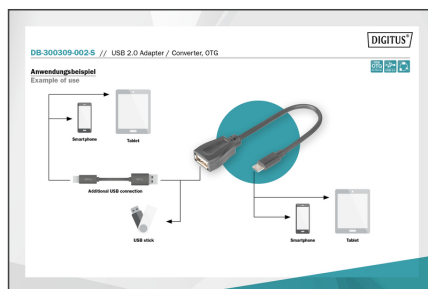 DIGITUS®
DB-300309-002-S // USB 2.0 Adapter / Converter, OTG
OTG
Anwendungsbeispiel
Example of use
Smartphone
Tablet
Additional USB connection
USB stick
Smartphone
Tablet